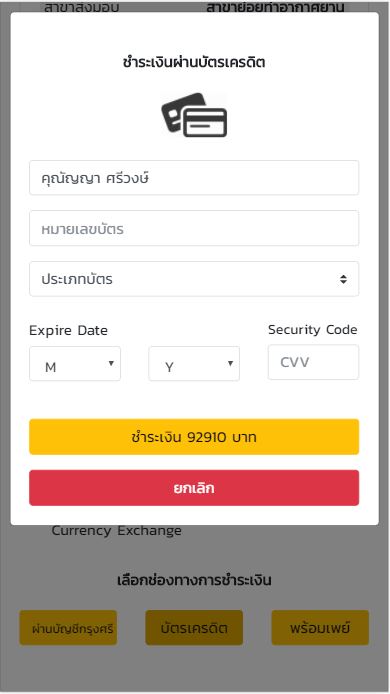 สาขาส่งมอบ สาขาย่อยท่าอากาศยาน
ชำระเงินผ่านบัตรเครดิต
คุณัญญา ศรีวงษ์
หมายเลขบัตร
ประเภทบัตร
Expire Date Security Code
M Y CVV
ชำระเงิน 92910 บาท
ยกเลิก
Currency Exchange
เลือกช่องทางการชำระเงิน
ผ่านบัญชีกรุงศรี บัตรเครดิต พร้อมเพย์